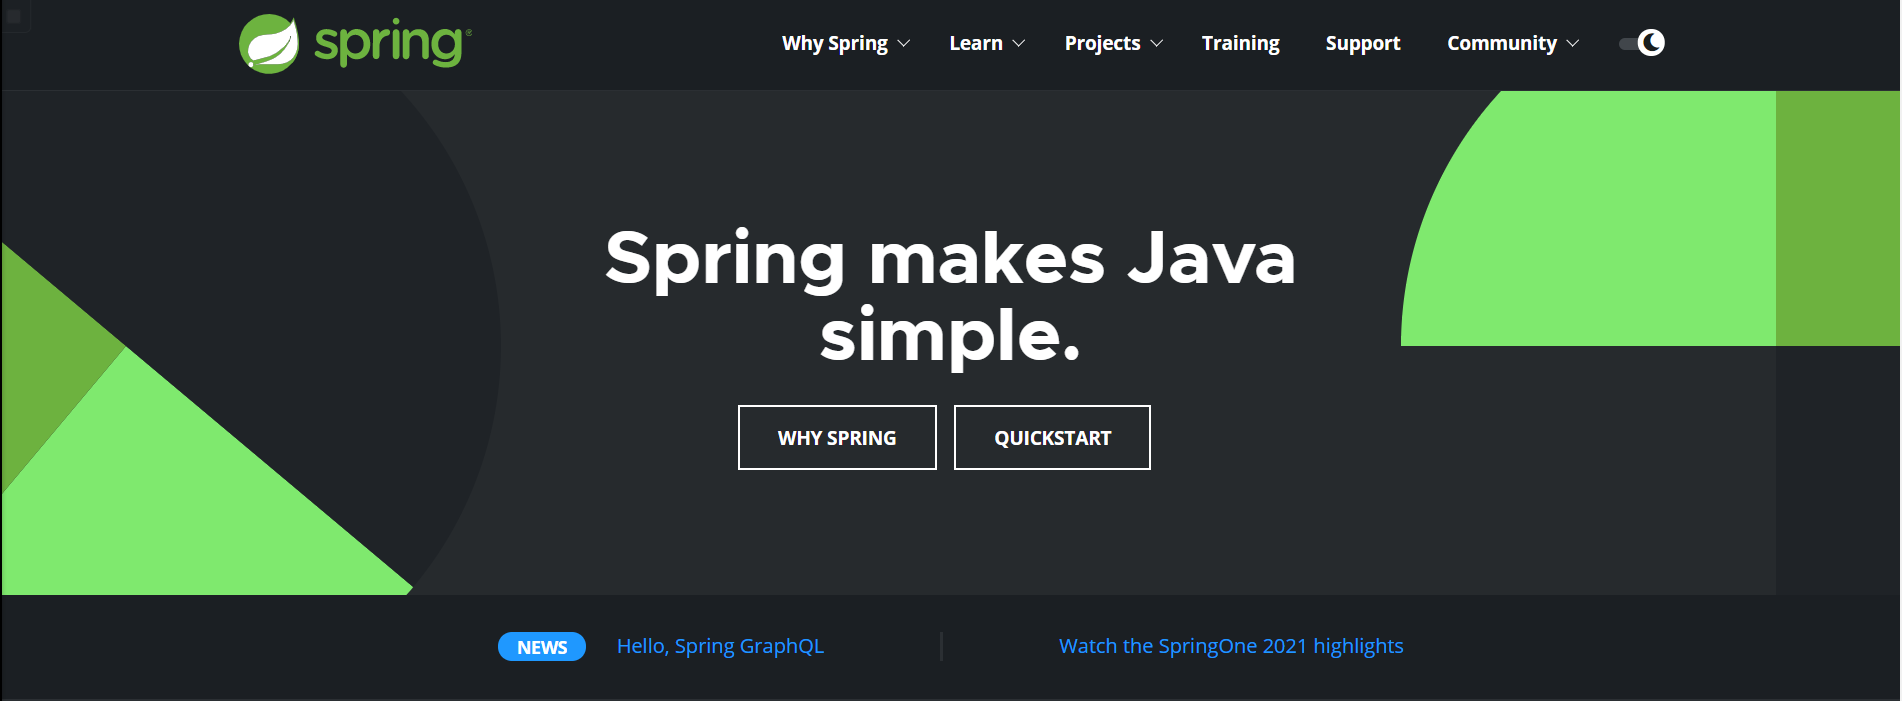 spring®
Why Spring
Learn
Projects
Training
Support
Community
Spring makes Java
simple.
WHY SPRING
QUICKSTART
NEWS
Hello, Spring GraphQL
Watch the SpringOne 2021 highlights